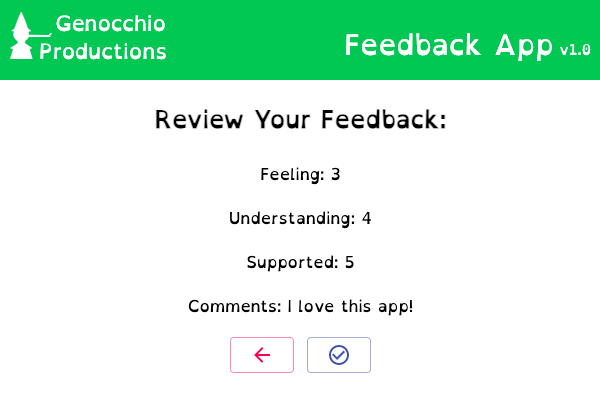 Genocchio
Productions
Feedback App v1.0
Review Your Feedback:
Feeling: 3
Understanding: 4
Supported: 5
Comments: I love this app!